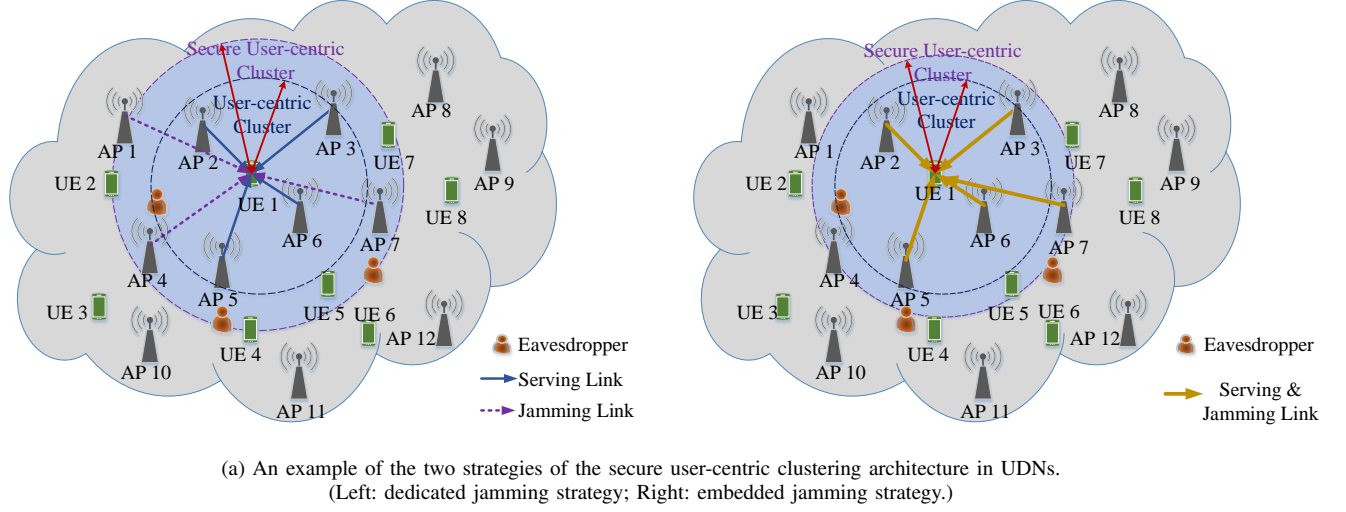 Secure User-centric
Cluster
User-centric
Cluster
AP 1
AP 2
AP 3
AP 8
UE 7
AP 9
UE 2
UE 1
UE 8
AP 6
AP 7
AP 4
AP 5
UE 3
UE 5
UE 6
UE 4
AP 12
AP 10
AP 11
Eavesdropper
Serving Link
Jamming Link
Secure User-centric
Cluster
User-centric
Cluster
AP 1
AP 2
AP 3
AP 8
UE 7
AP 9
UE 2
UE 1
UE 8
AP 6
AP 7
AP 4
AP 5
UE 3
UE 5
UE 6
UE 4
AP 12
AP 10
AP 11
Eavesdropper
Serving &
Jamming Link
(a) An example of the two strategies of the secure user-centric clustering architecture in UDNs.
(Left: dedicated jamming strategy; Right: embedded jamming strategy.)